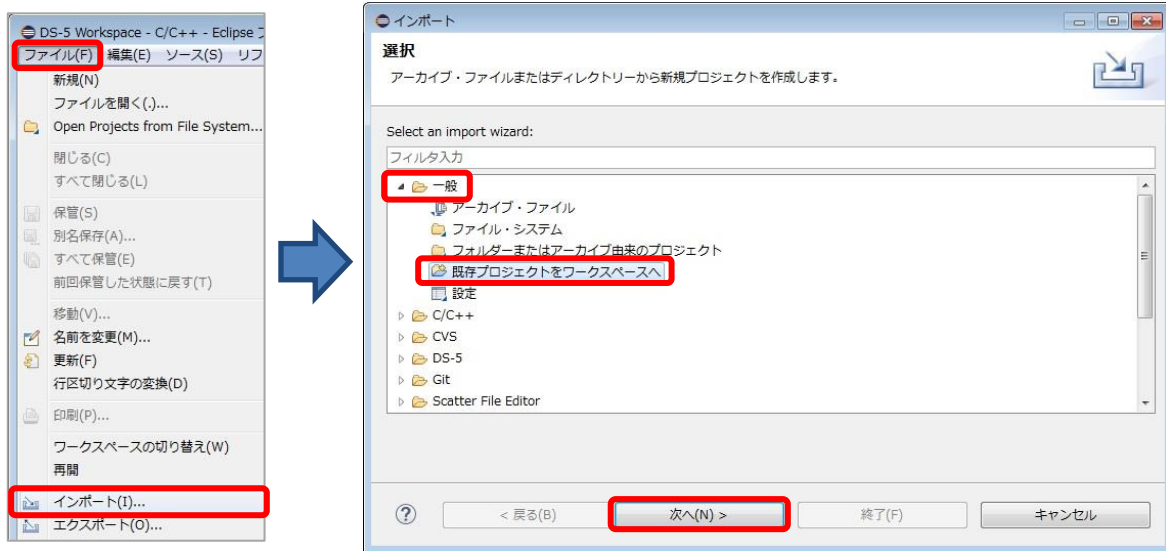 DS-5 Workspace - C/C++ - Eclipse
ファイル(F) 編集(E) ソース(S) リフ
新規(N)
ファイルを開く(.)...
Open Projects from File System...
閉じる(C)
すべて閉じる(L)
保管(S)
別名保存(A)...
すべて保管(E)
前回保管した状態に戻す(T)
移動(V)...
名前を変更(M)...
更新(F)
行区切り文字の変換(D)
印刷(P)...
ワークスペースの切り替え(W)
再開
インポート(I)...
エクスポート(O)...
インポート
選択
アーカイブ・ファイルまたはディレクトリーから新規プロジェクトを作成します。
Select an import wizard:
フィルタ入力
一般
アーカイブ・ファイル
ファイル・システム
フォルダーまたはアーカイブ由来のプロジェクト
既存プロジェクトをワークスペースへ
設定
C/C++
CVS
DS-5
Git
Scatter File Editor
< 戻る(B) 次へ(N) > 終了(F) キャンセル